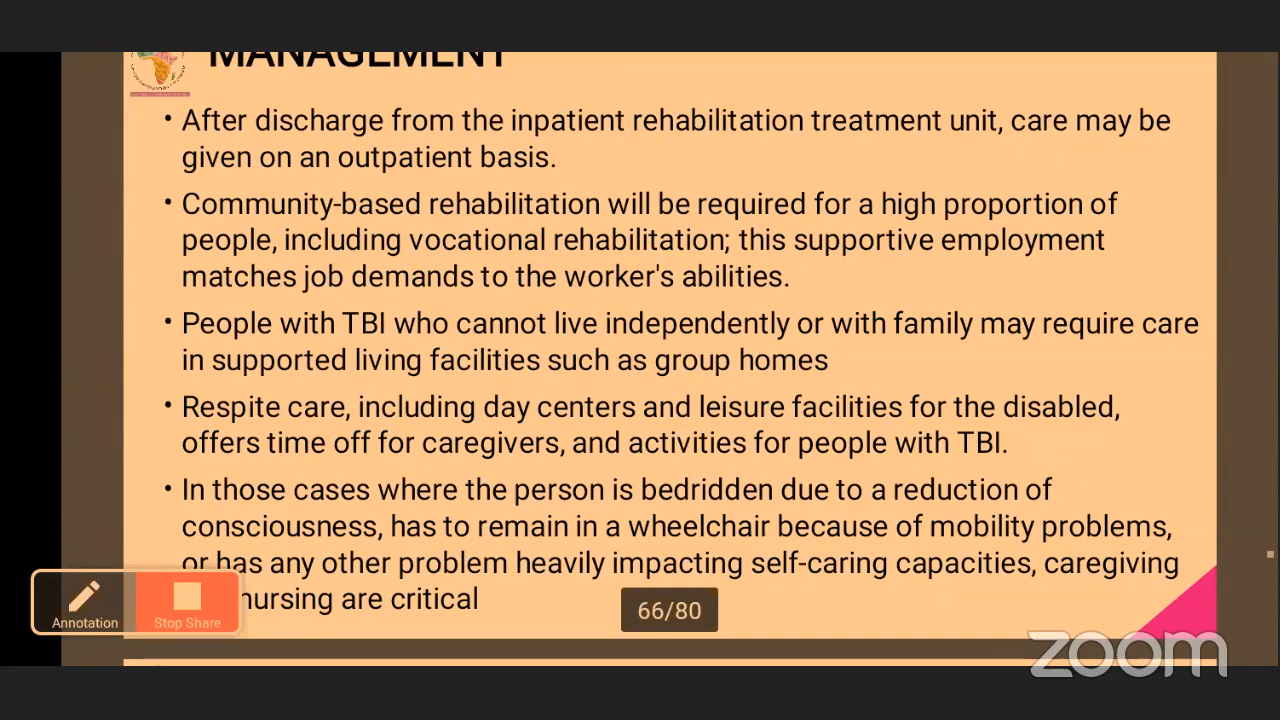 MANAGEMENT
• After discharge from the inpatient rehabilitation treatment unit, care may be
given on an outpatient basis.
• Community-based rehabilitation will be required for a high proportion of
people, including vocational rehabilitation; this supportive employment
matches job demands to the worker's abilities.
• People with TBI who cannot live independently or with family may require care
in supported living facilities such as group homes
• Respite care, including day centers and leisure facilities for the disabled,
offers time off for caregivers, and activities for people with TBI.
• In those cases where the person is bedridden due to a reduction of
consciousness, has to remain in a wheelchair because of mobility problems,
or has any other problem heavily impacting self-caring capacities, caregiving
nursing are critical
Annotation
Stop Share
66/80
zoom